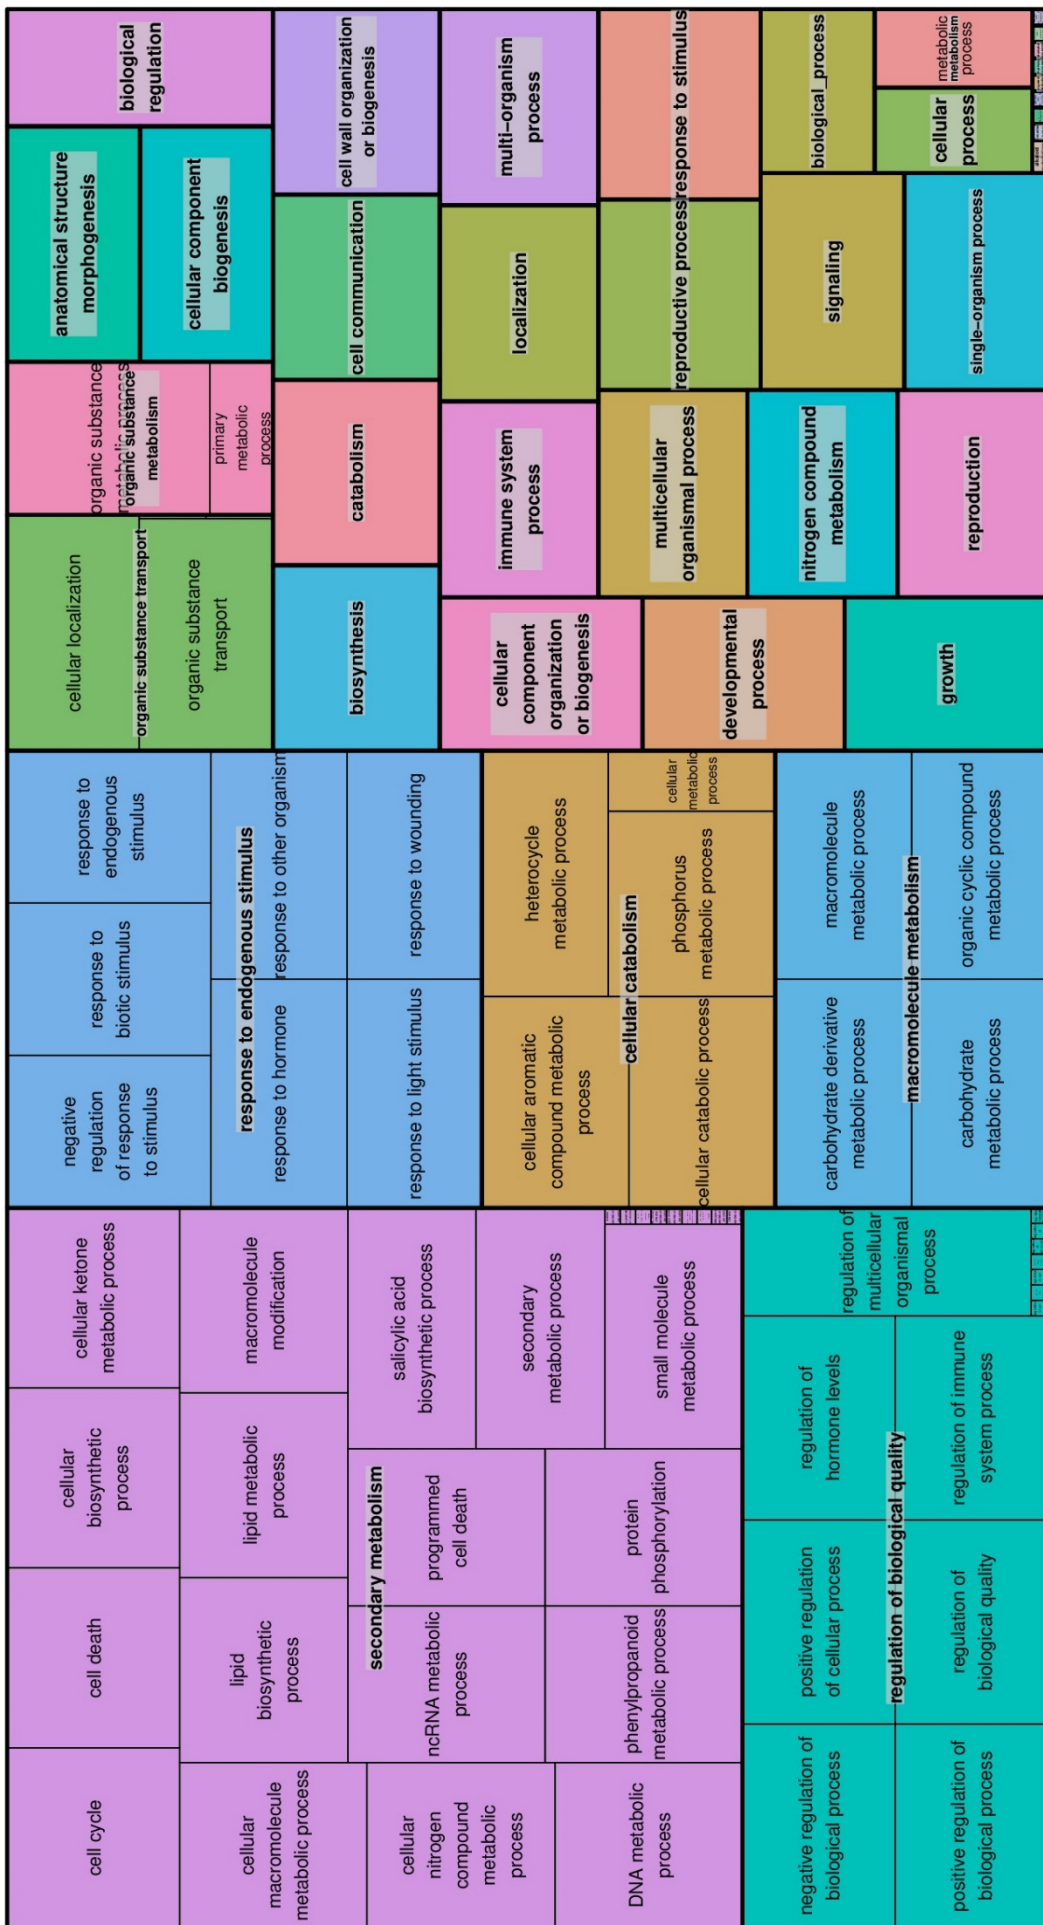 cell cycle
cell death
cellular
biosynthetic
process
cellular ketone
metabolic process
cellular
macromolecule
metabolic process
lipid
biosynthetic
process
lipid metabolic
process
macromolecule
modification
cellular
nitrogen
compound
metabolic
process
DNA metabolic
process
secondary metabolism
ncRNA metabolic
process
programmed
cell death
salicylic acid
biosynthetic process
secondary
metabolic process
phenylpropanoid
metabolic process
protein
phosphorylation
small molecule
metabolic process
negative regulation of
biological process
positive regulation
of cellular process
regulation of
hormone levels
regulation of
multicellular
organismal
process
regulation of biological quality
positive regulation of
biological process
regulation of
biological quality
regulation of immune
system process
negative
regulation
of response
to stimulus
response to
biotic stimulus
response to
endogenous
stimulus
response to endogenous stimulus
response to hormone
response to other organism
response to light stimulus
response to wounding
cellular aromatic
compound metabolic
process
heterocycle
metabolic process
cellular catabolism
cellular catabolic process
phosphorus
metabolic process
cellular
metabolic
process
carbohydrate derivative
metabolic process
macromolecule
metabolic process
macromolecule metabolism
carbohydrate
metabolic process
organic cyclic compound
metabolic process
cellular localization
organic substance transport
organic substance
transport
organic substance
metabolic process
organic substance
metabolism
primary
metabolic
process
anatomical structure
morphogenesis
cellular component
biogenesis
biological
regulation
biosynthesis
catabolism
cell communication
cell wall organization
or biogenesis
cellular
component
organization
or biogenesis
developmental
process
growth
immune system
process
localization
multi−organism
process
multicellular
organismal process
nitrogen compound
metabolism
reproduction
reproductive process
response to stimulus
signaling
single−organism process
biological_process
cellular
process
metabolic
metabolism
process